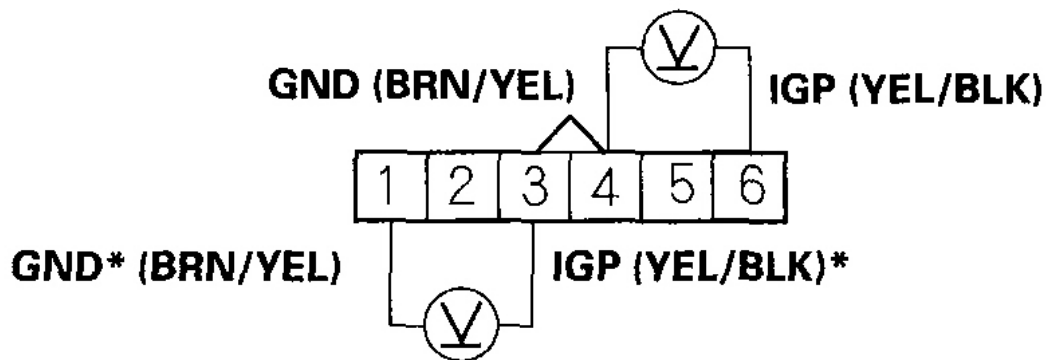 V
GND (BRN/YEL)
IGP (YEL/BLK)
1 2 3 4 5 6
GND* (BRN/YEL)
IGP (YEL/BLK)*
V